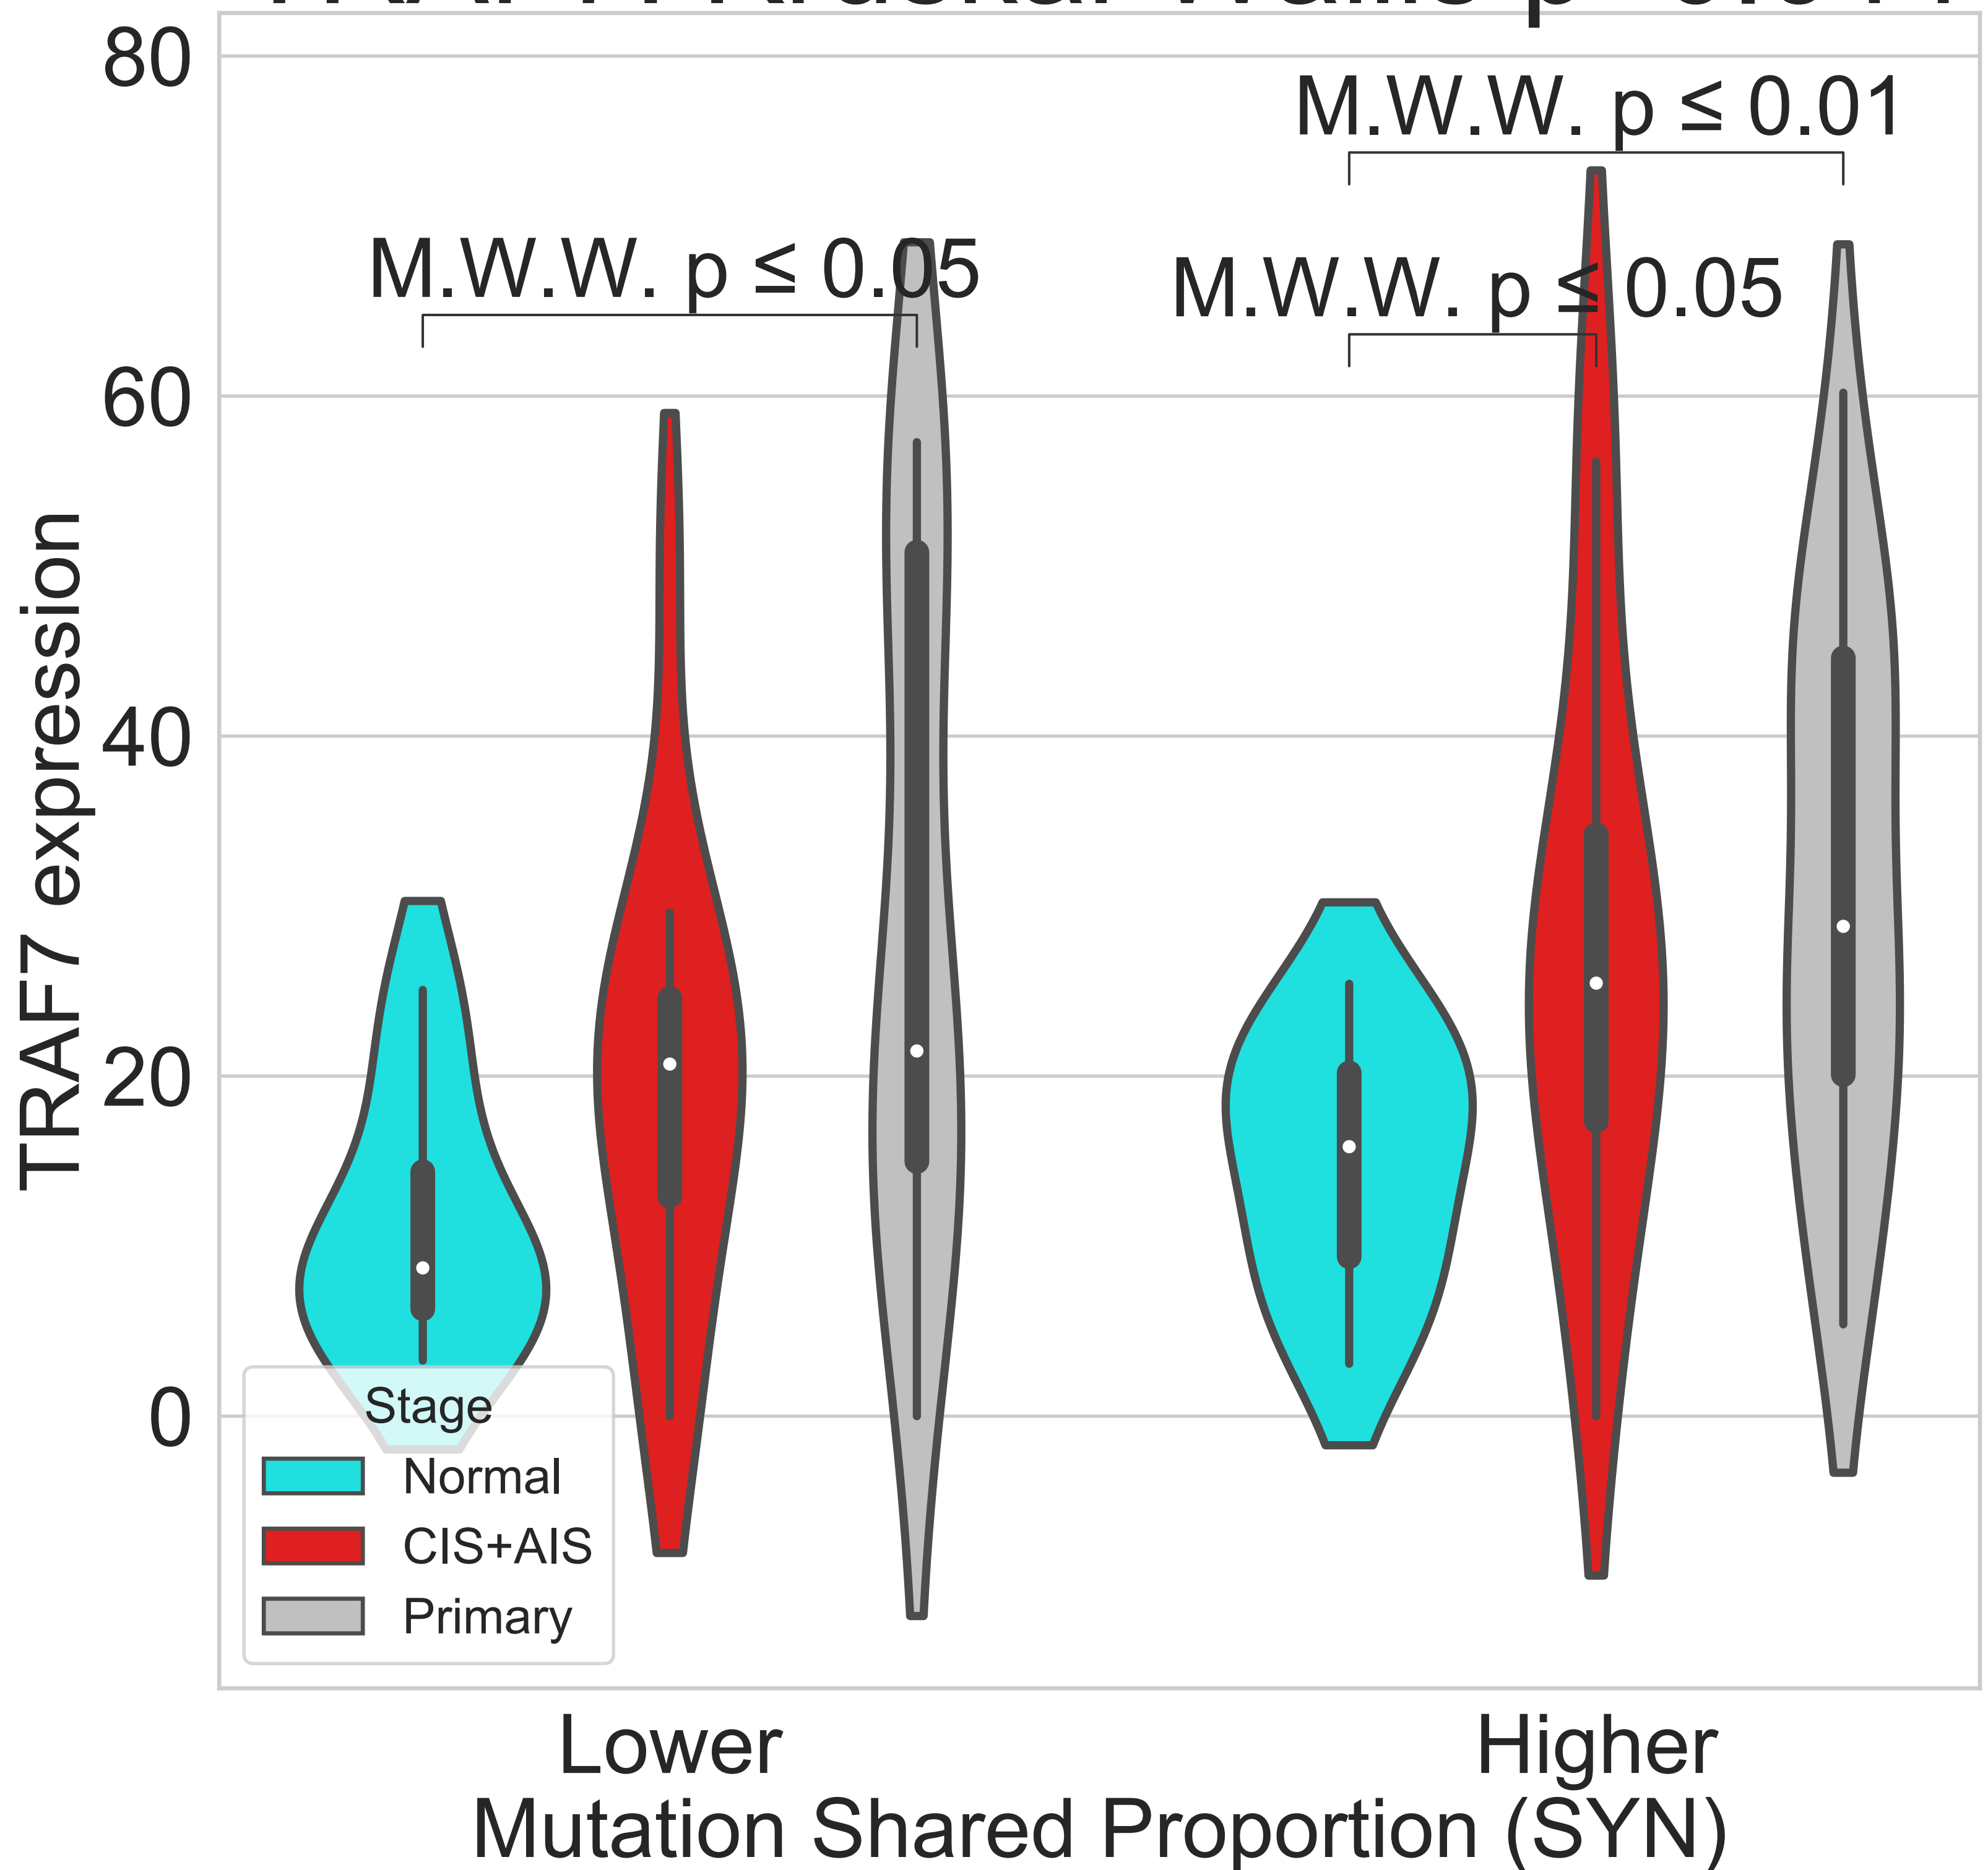 80
M.W.W. p ≤ 0.01
M.W.W. p ≤ 0.05
M.W.W. p ≤ 0.05
60
40
20
0
TRAF7 expression
Stage
Normal
CIS+AIS
Primary
Lower
Higher
Mutation Shared Proportion (SYN)